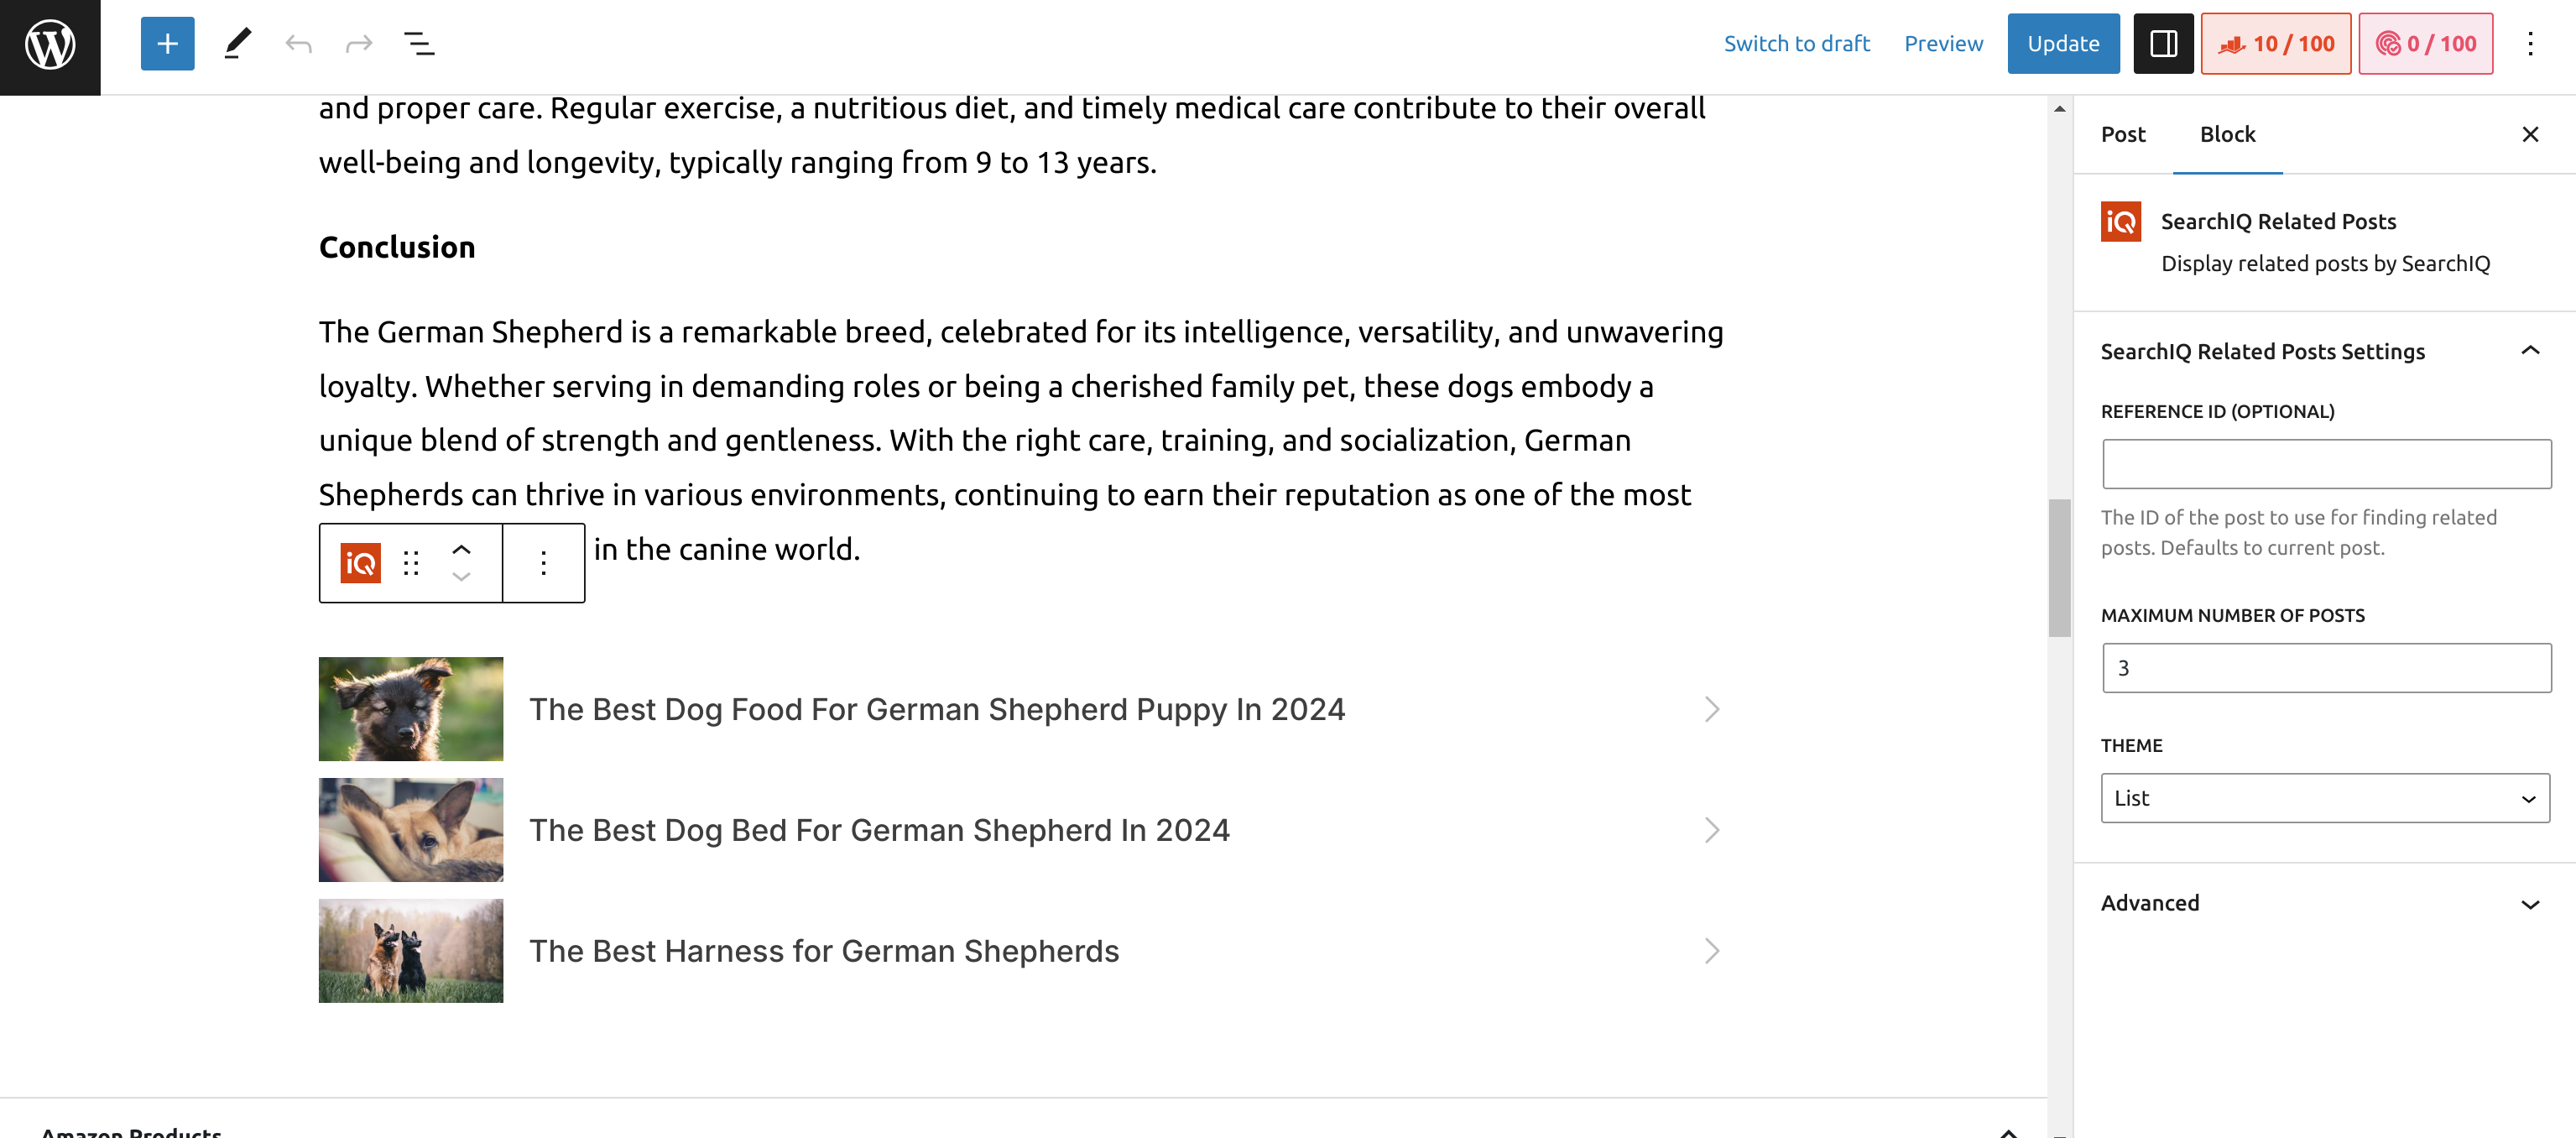 Switch to draft Preview Update 10 / 100 0 / 100
and proper care. Regular exercise, a nutritious diet, and timely medical care contribute to their overall
well-being and longevity, typically ranging from 9 to 13 years.
Conclusion
The German Shepherd is a remarkable breed, celebrated for its intelligence, versatility, and unwavering
loyalty. Whether serving in demanding roles or being a cherished family pet, these dogs embody a
unique blend of strength and gentleness. With the right care, training, and socialization, German
Shepherds can thrive in various environments, continuing to earn their reputation as one of the most
iQ in the canine world.
The Best Dog Food For German Shepherd Puppy In 2024
The Best Dog Bed For German Shepherd In 2024
The Best Harness for German Shepherds
Amazon Products
Post Block
iQ SearchIQ Related Posts
Display related posts by SearchIQ
SearchIQ Related Posts Settings
REFERENCE ID (OPTIONAL)
The ID of the post to use for finding related
posts. Defaults to current post.
MAXIMUM NUMBER OF POSTS
3
THEME
List
Advanced